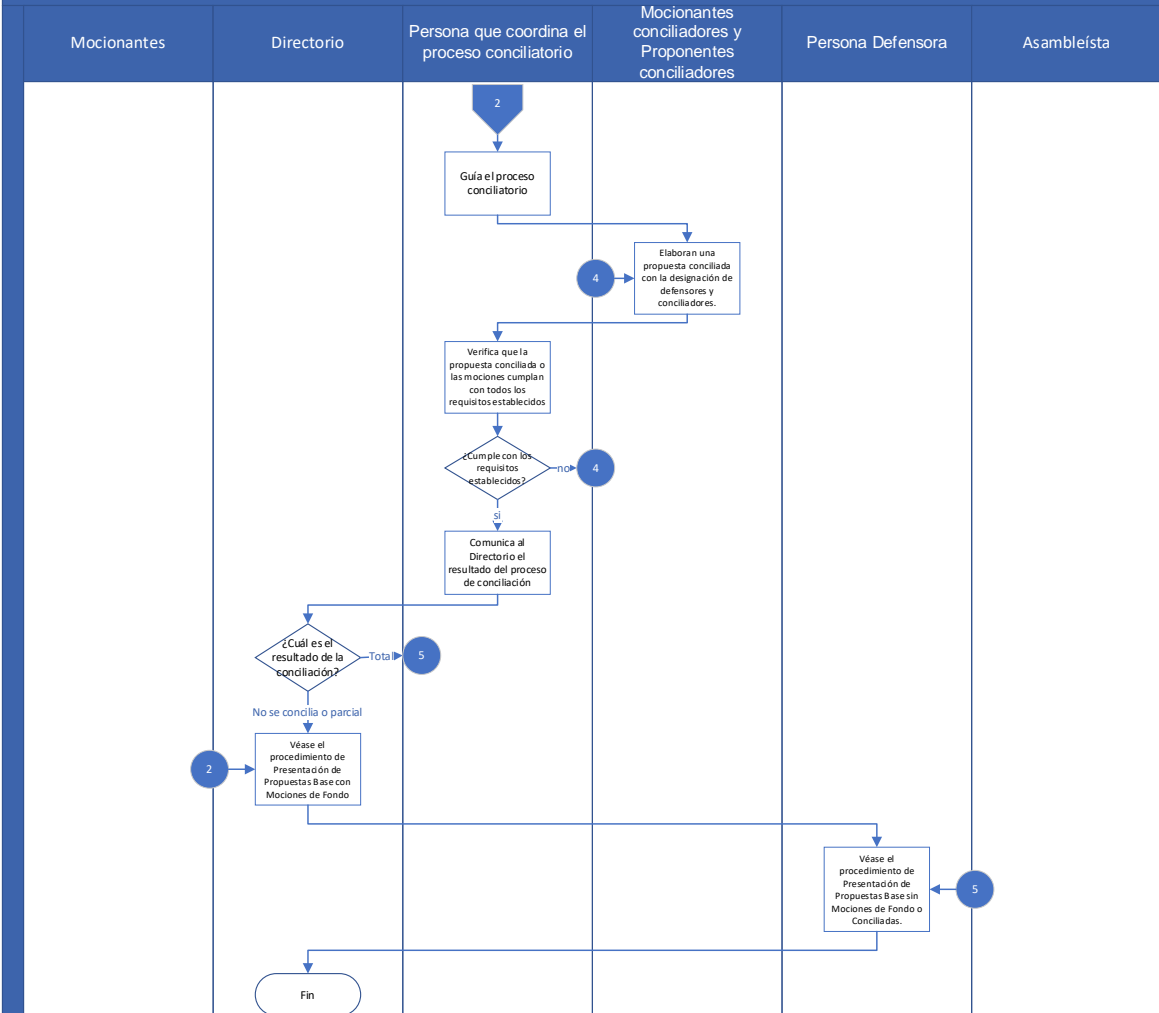 Mocionantes
Directorio
Persona que coordina el
proceso conciliatorio
Mocionantes
conciliadores y
Proponentes
conciliadores
Persona Defensora
Asambleísta
2
Guía el proceso
conciliatorio
Elaboran una
propuesta conciliada
con la designación de
defensores y
conciliadores.
4
Verifica que la
propuesta conciliada o
las mociones cumplan
con todos los
requisitos establecidos
¿Cumple con los
requisitos
establecidos?
no
4
si
Comunica al
Directorio el
resultado del proceso
de conciliación
¿Cuál es el
resultado de la
conciliación?
Total
5
No se concilia o parcial
2
Véase el
procedimiento de
Presentación de
Propuestas Base con
Mociones de Fondo
Véase el
procedimiento de
Presentación de
Propuestas Base sin
Mociones de Fondo o
Conciliadas.
5
Fin